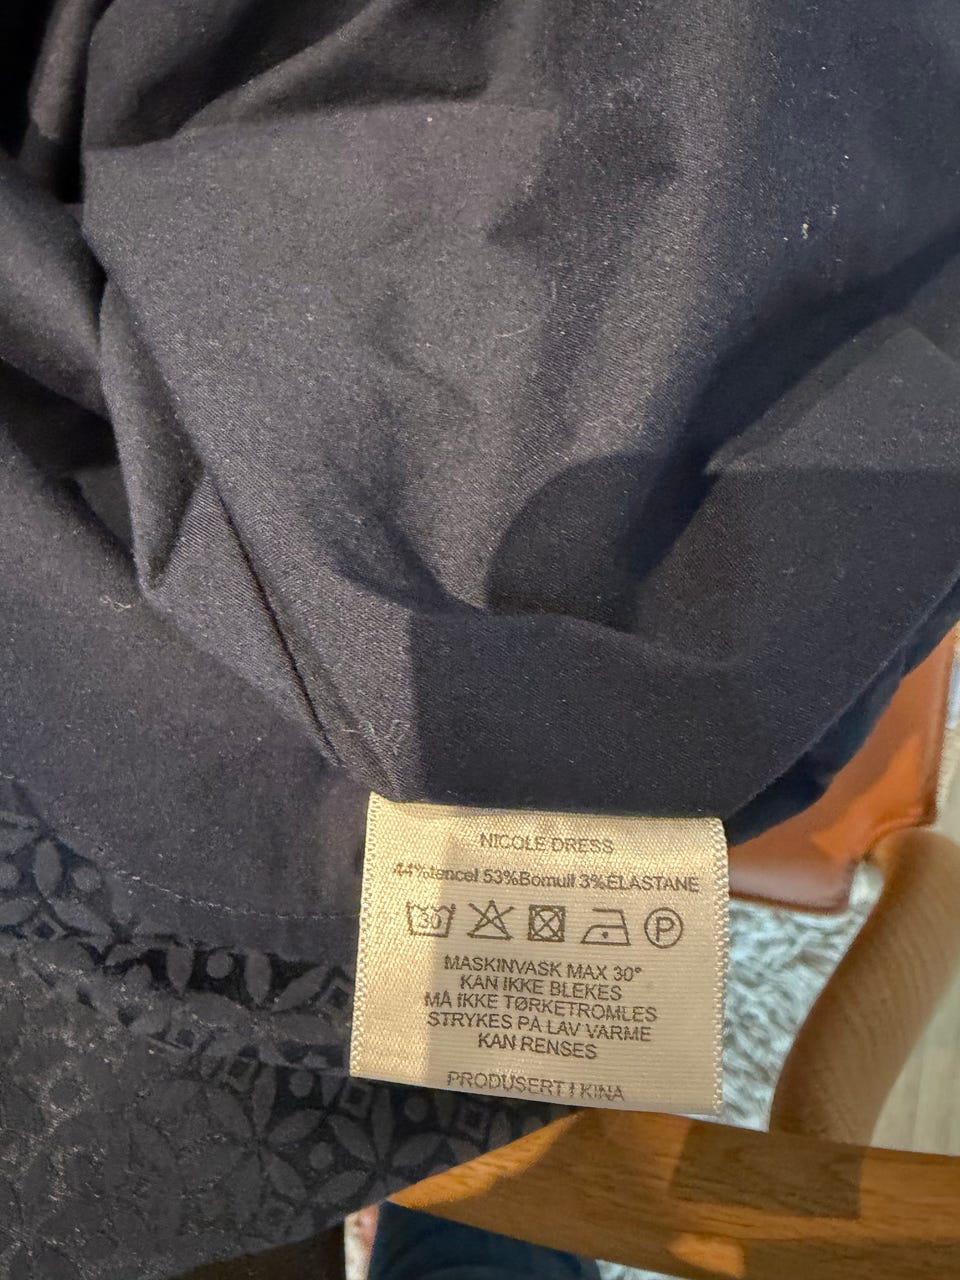 NICOLE DRESS
44%tencel 53%Bomull 3%ELASTANE
30 P
MASKINVASK MAX 30°
KAN IKKE BLEKES
MÅ IKKE TØRKETROMLES
STRYKES PÅ LAV VARME
KAN RENSES
PRODUSERT I KINA